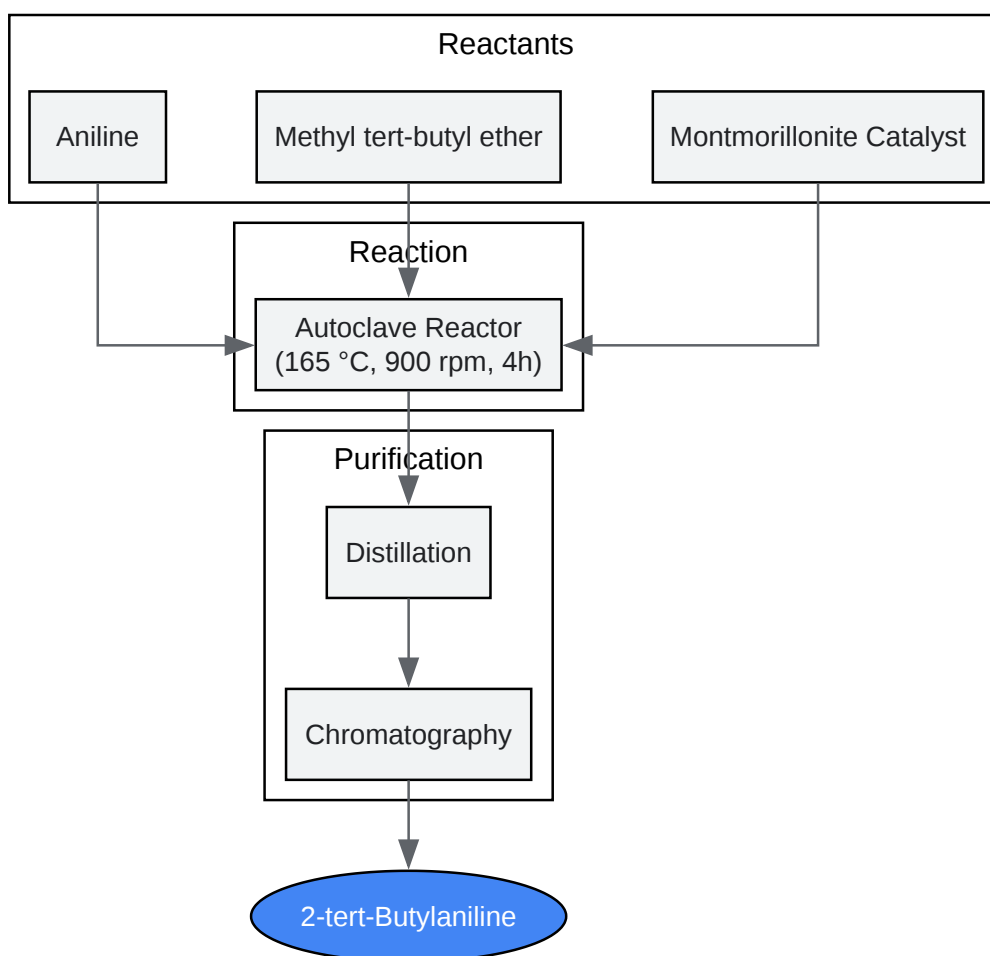 Reactants
Aniline
Methyl tert-butyl ether
Montmorillonite Catalyst
Reaction
Autoclave Reactor
(165 °C, 900 rpm, 4h)
Purification
Distillation
Chromatography
2-tert-Butylaniline